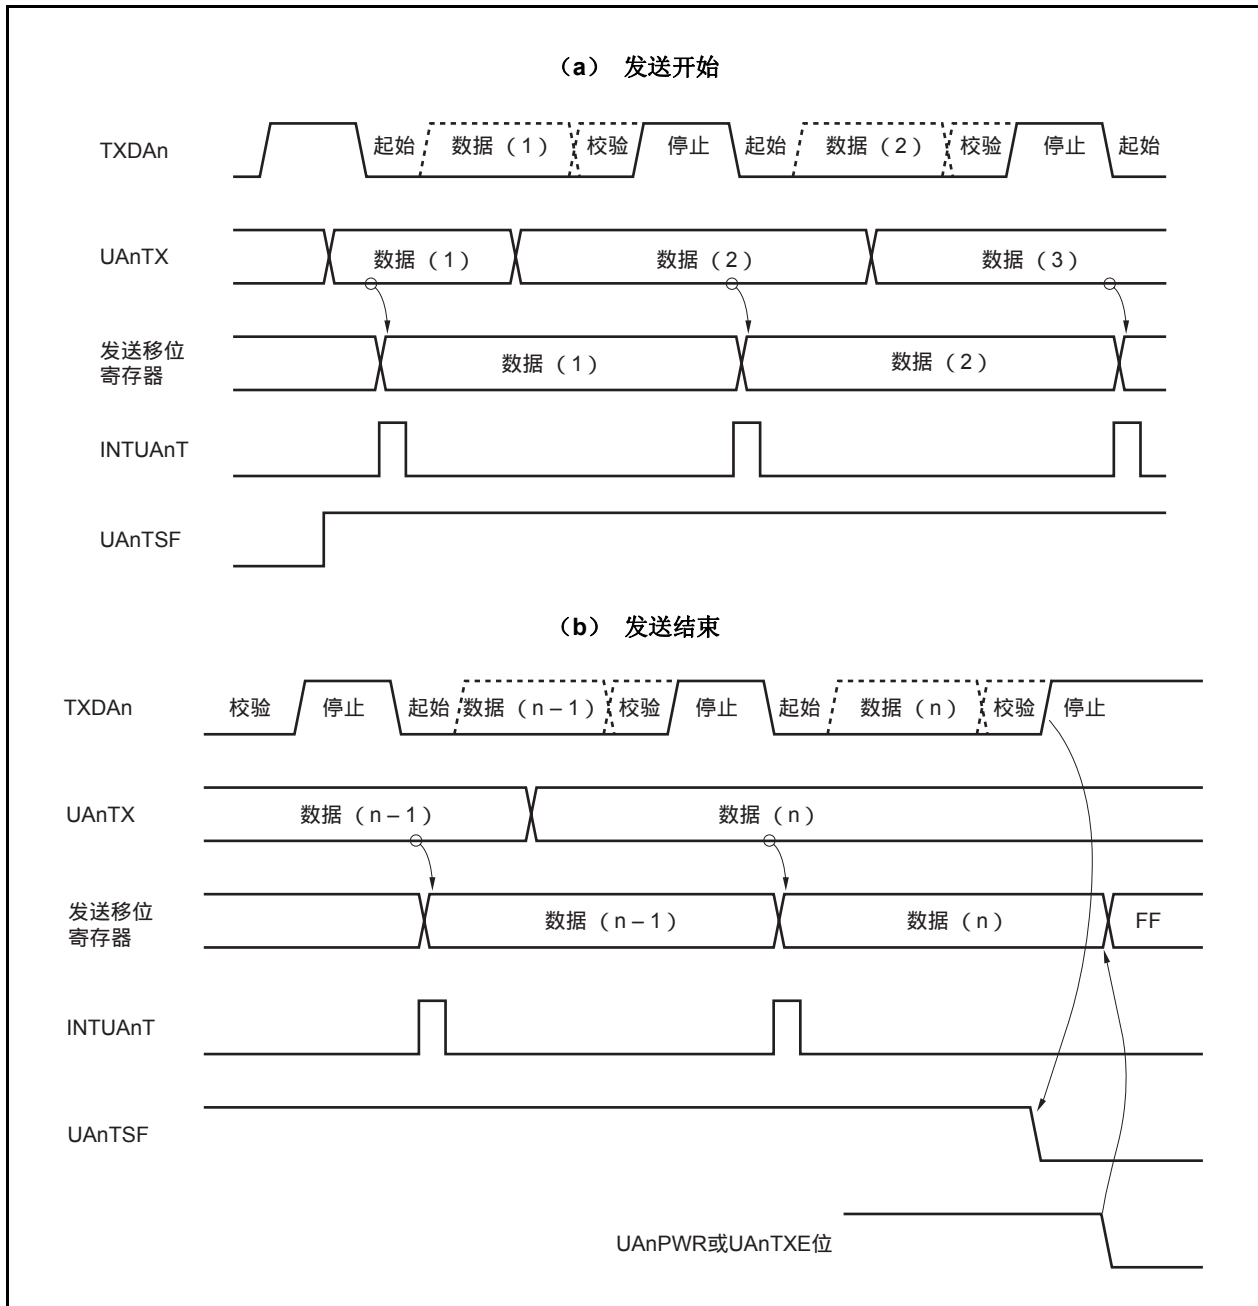 （a） 发送开始
TXDAn
起始 数据（1） 校验 停止 起始 数据（2） 校验 停止 起始
UAnTX
数据（1） 数据（2） 数据（3）
发送移位
寄存器
数据（1） 数据（2）
INTUAnT
UAnTSF
（b） 发送结束
TXDAn
校验 停止 起始 数据（n – 1） 校验 停止 起始 数据（n） 校验 停止
UAnTX
数据（n – 1） 数据（n）
发送移位
寄存器
数据（n – 1） 数据（n） FF
INTUAnT
UAnTSF
UAnPWR或UAnTXE位